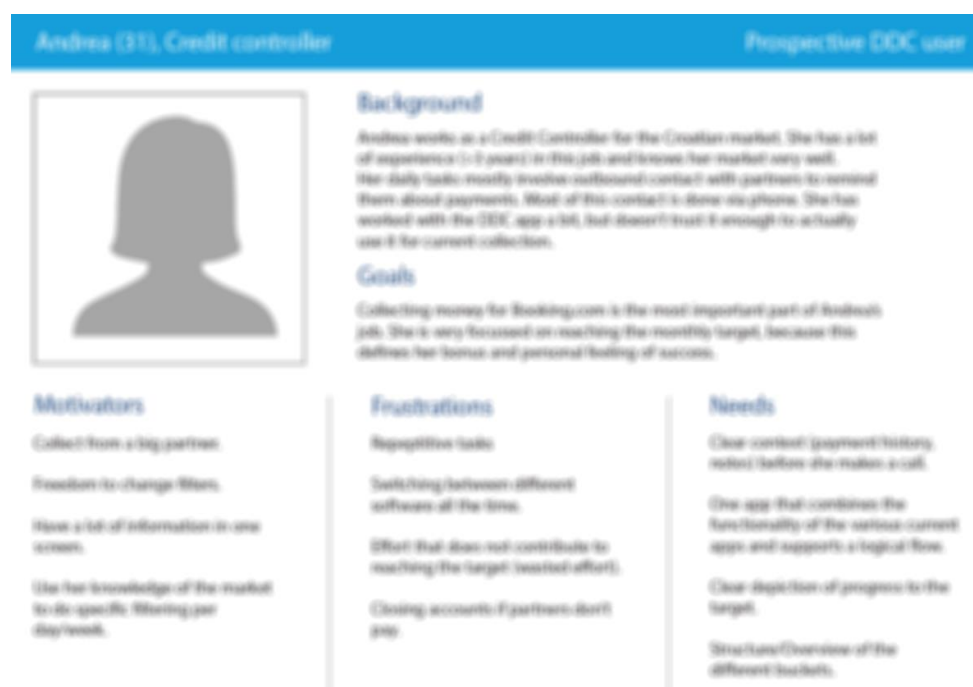 Andrea (31), Credit controller
Prospective DDC user
Background
Andrea works as a Credit Controller for the Croatian market. She has a lot
of experience (>3 years) in this job and knows her market very well.
Her daily tasks mostly involve outbound contact with partners to remind
them about payments. Most of this contact is done via phone. She has
worked with the DDC app a bit, but doesn't trust it enough to actually
use it for current collection.
Goals
Collecting money for Booking.com is the most important part of Andrea's
job. She is very focussed on reaching the monthly target, because this
defines her bonus and personal feeling of success.
Motivators
Collect from a big partner.
Freedom to change filters.
Have a lot of information in one
screen.
Use her knowledge of the market
to do specific filtering per
day/week.
Frustrations
Repeptitive tasks
Switching between different
software all the time.
Effort that does not contribute to
reaching the target (wasted effort).
Closing accounts if partners don't
pay.
Needs
Clear context (payment history,
notes) before she makes a call.
One app that combines the
functionality of the various current
apps and supports a logical flow.
Clear depiction of progress to the
target.
Structure/Overview of the
different buckets.